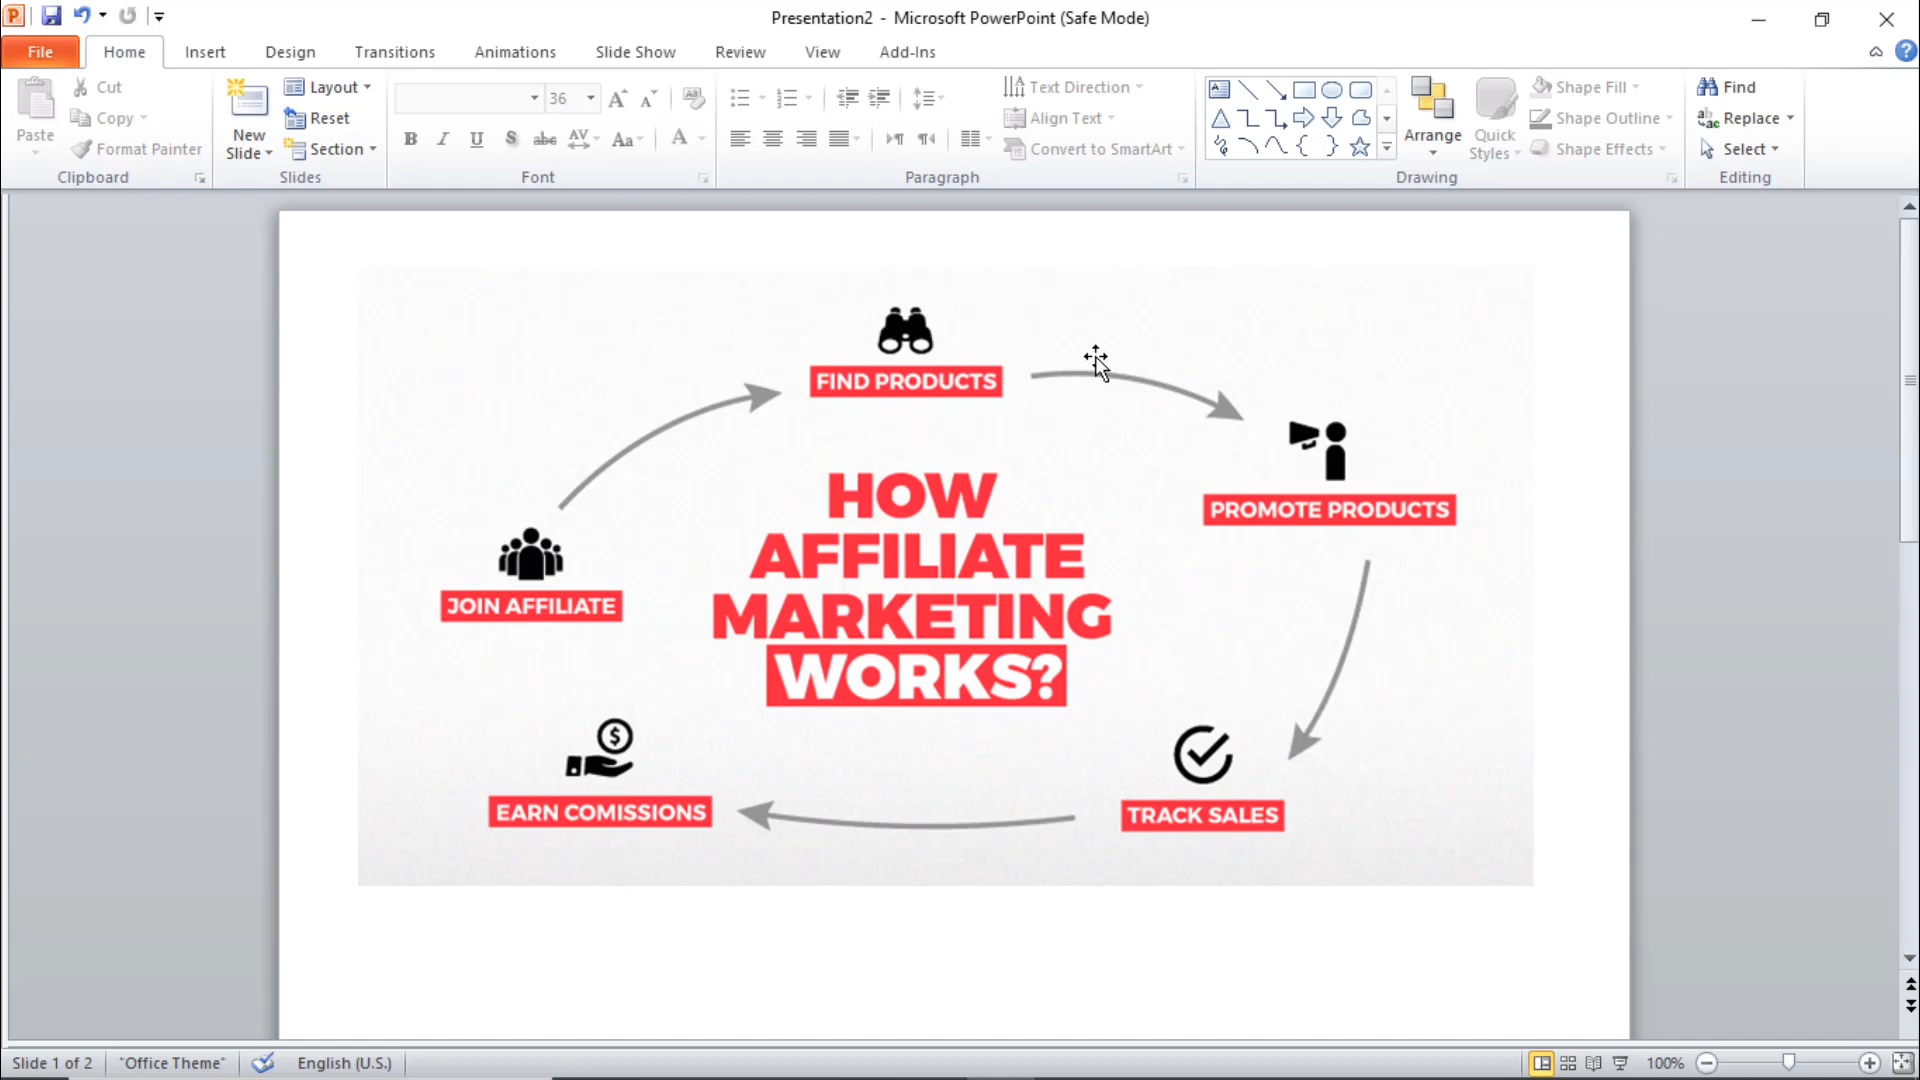 Presentation2 - Microsoft PowerPoint (Safe Mode)
File Home Insert Design Transitions Animations Slide Show Review View Add-Ins
Paste
Cut
Copy
Format Painter
Clipboard
New Slide
Layout
Reset
Section
Slides
36
Font
Text Direction
Align Text
Convert to SmartArt
Paragraph
Arrange
Quick Styles
Shape Fill
Shape Outline
Shape Effects
Drawing
Find
Replace
Select
Editing
FIND PRODUCTS
PROMOTE PRODUCTS
HOW
AFFILIATE
MARKETING
WORKS?
JOIN AFFILIATE
EARN COMISSIONS
TRACK SALES
Slide 1 of 2 "Office Theme" English (U.S.) 100%